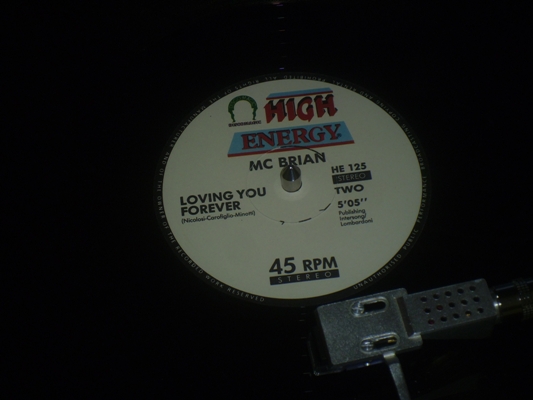 HIGH
ENERGY
MC BRIAN
HE 125
STEREO
LOVING YOU
FOREVER
(Nicolosi-Carafiglio-Minotti)
TWO
5'05"
Publishing
Intersong/
Lombardoni
45 RPM
STEREO